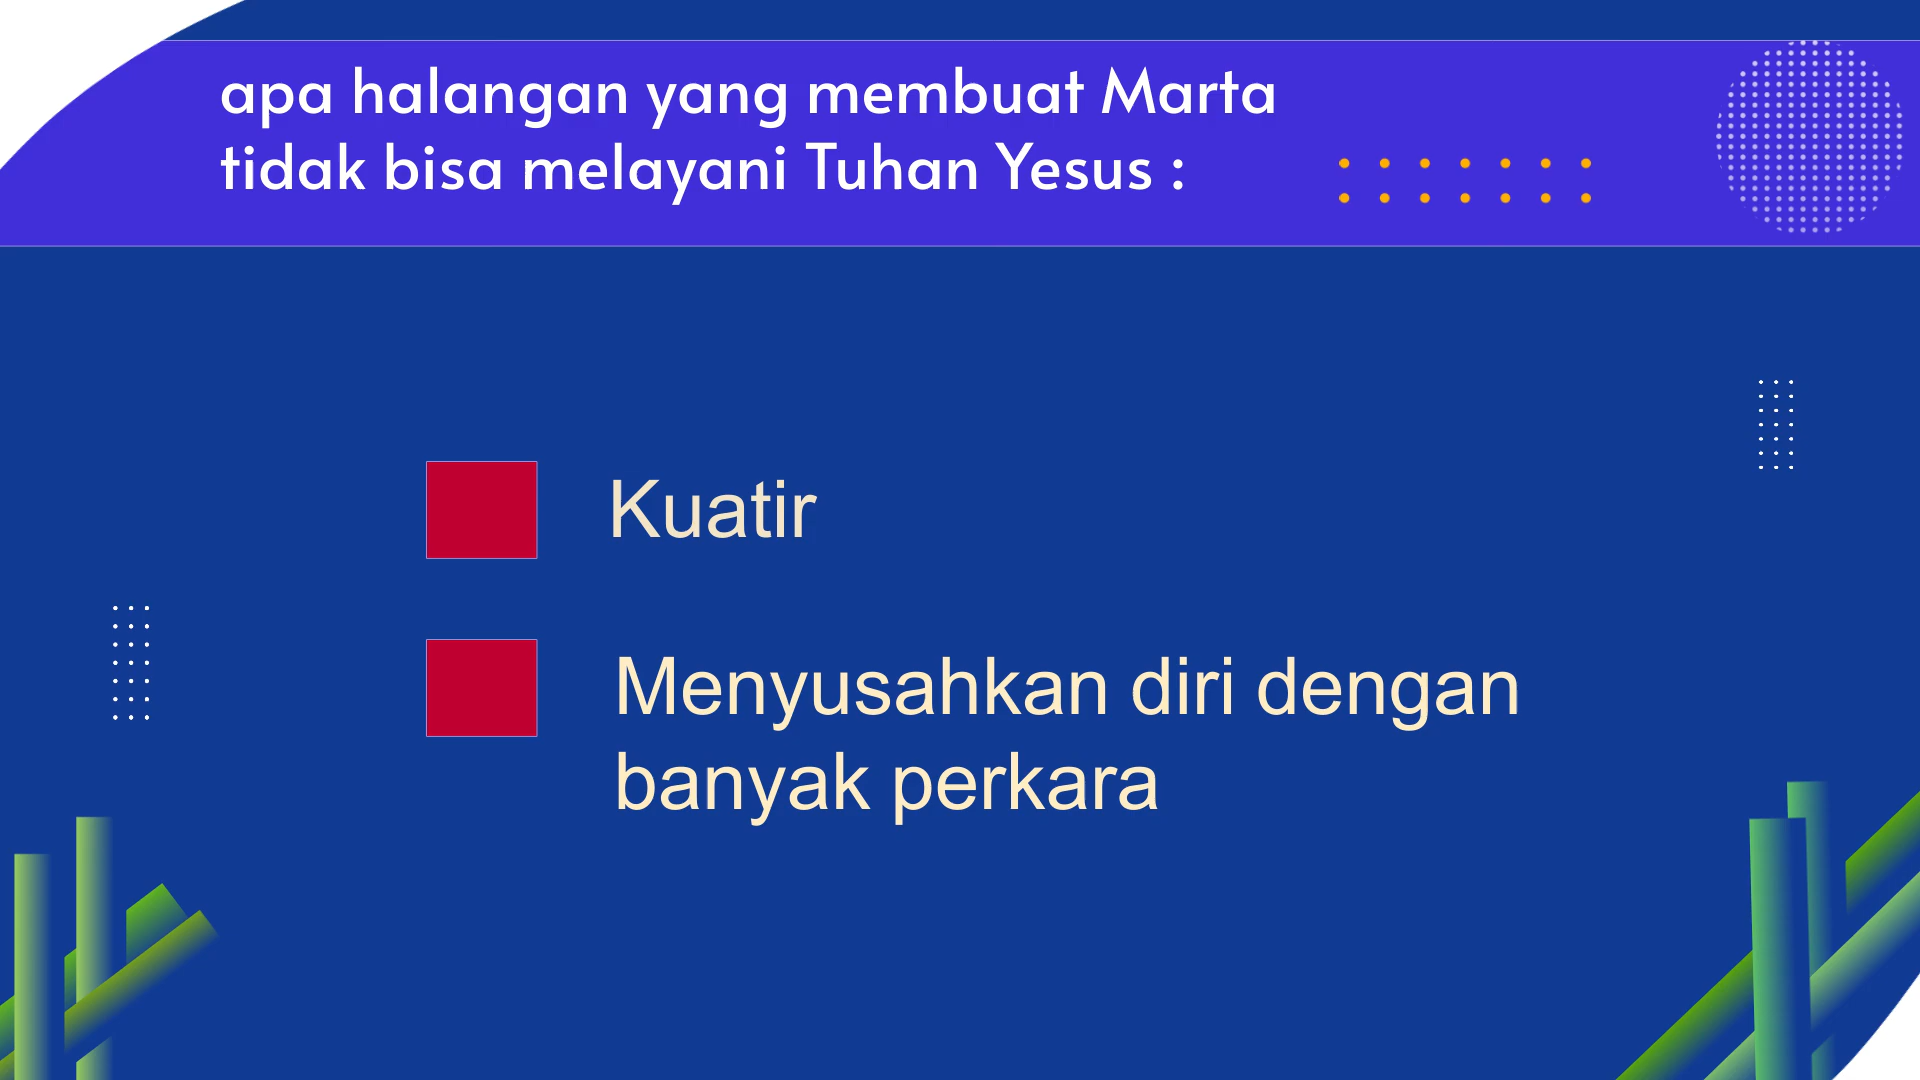 apa halangan yang membuat Marta
tidak bisa melayani Tuhan Yesus :
Kuatir
Menyusahkan diri dengan
banyak perkara